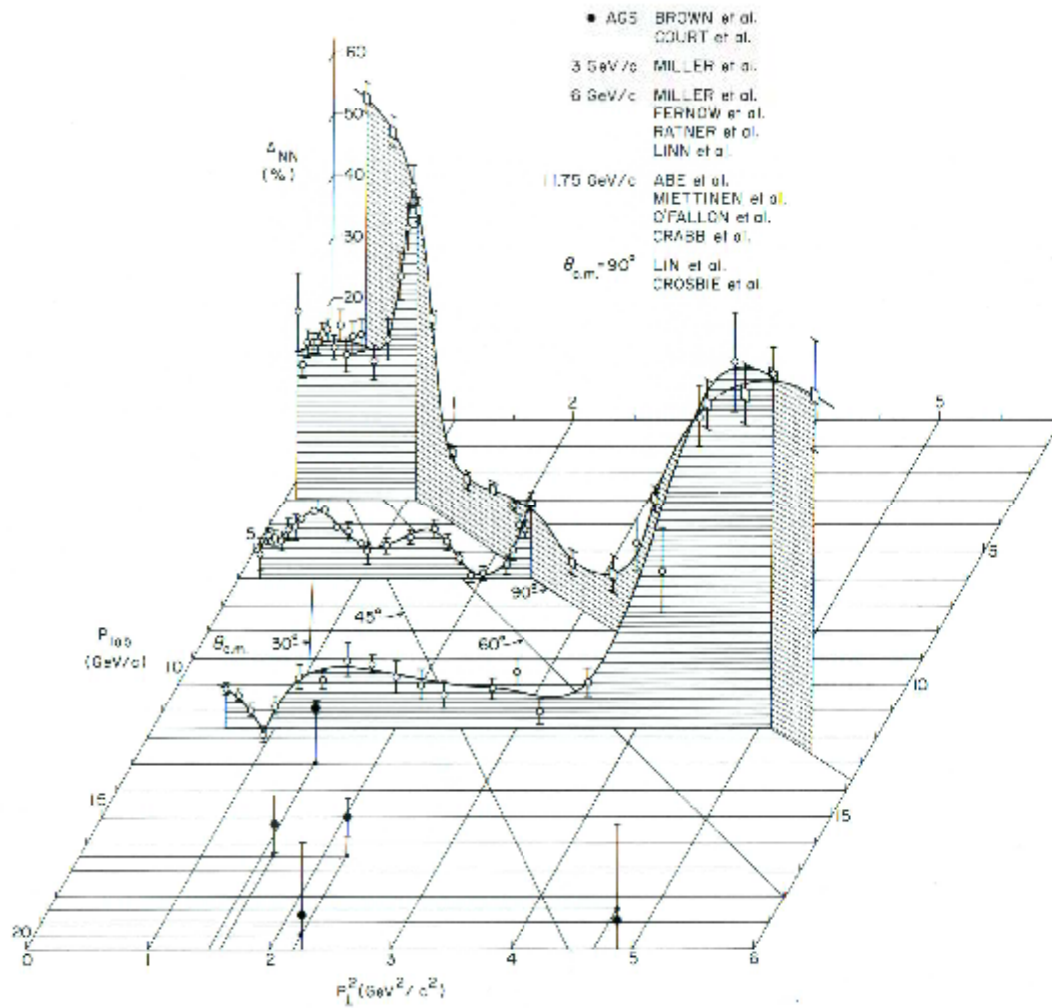 ● AGS BROWN et al.
COURT et al.
3 GeV/c MILLER et al.
6 GeV/c MILLER et al.
FERNOW et al.
RATNER et al.
LINN et al.
11.75 GeV/c ABE et al.
MIETTINEN et al.
O'FALLON et al.
CRABB et al.
θc.m. = 90° LIN et al.
CROSBIE et al.
60
50
ANN
(%)
40
30
20
1
2
5
5
5
90°
45°
Plab
(GeV/c)
θc.m. 30°
60°
10
10
15
15
20
0
1
2
3
4
5
6
P⊥²(GeV²/c²)